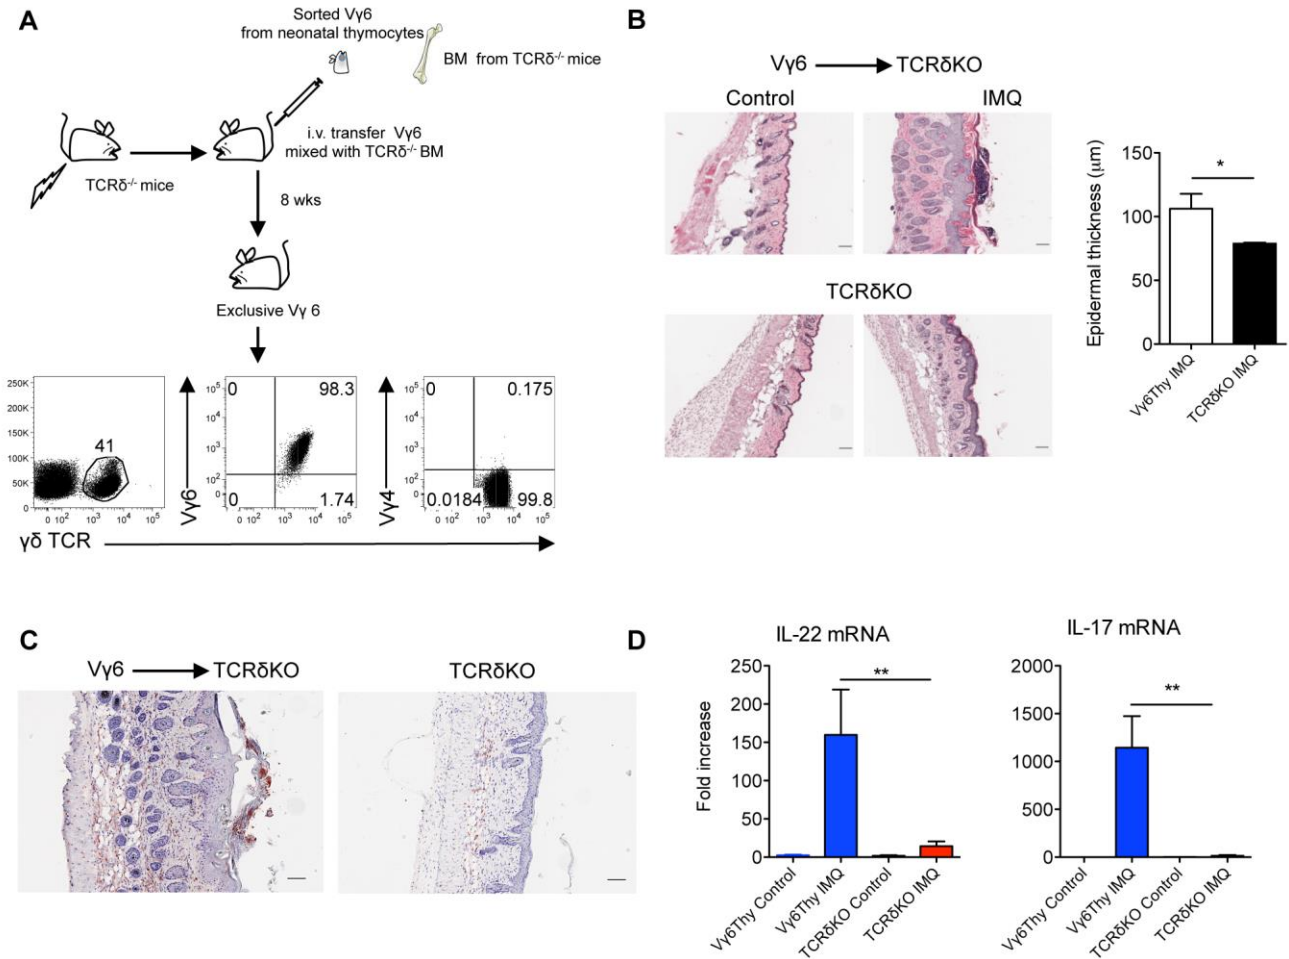 A
Sorted Vγ6
from neonatal thymocytes
BM from TCRδ-/- mice
i.v. transfer Vγ6
mixed with TCRδ-/- BM
TCRδ-/- mice
8 wks
Exclusive Vγ 6
250K
200K
150K
100K
50K
0
41
0 10² 10³ 10⁴ 10⁵
Vγ6
10⁵
10⁴
10³
10²
0
0 98.3
0 1.74
0 10² 10³ 10⁴ 10⁵
Vγ4
10⁵
10⁴
10³
10²
0
0 0.175
0.0184 99.8
0 10² 10³ 10⁴ 10⁵
γδ TCR
B
Vγ6 TCRδKO
Control IMQ
TCRδKO
Epidermal thickness (μm)
150
100
50
0
*
Vγ6Thy IMQ
TCRδKO IMQ
C
Vγ6 TCRδKO
TCRδKO
D
IL-22 mRNA
Fold increase
250
200
150
100
50
0
**
Vγ6Thy Control
Vγ6Thy IMQ
TCRδKO Control
TCRδKO IMQ
IL-17 mRNA
2000
1500
1000
500
0
**
Vγ6Thy Control
Vγ6Thy IMQ
TCRδKO Control
TCRδKO IMQ